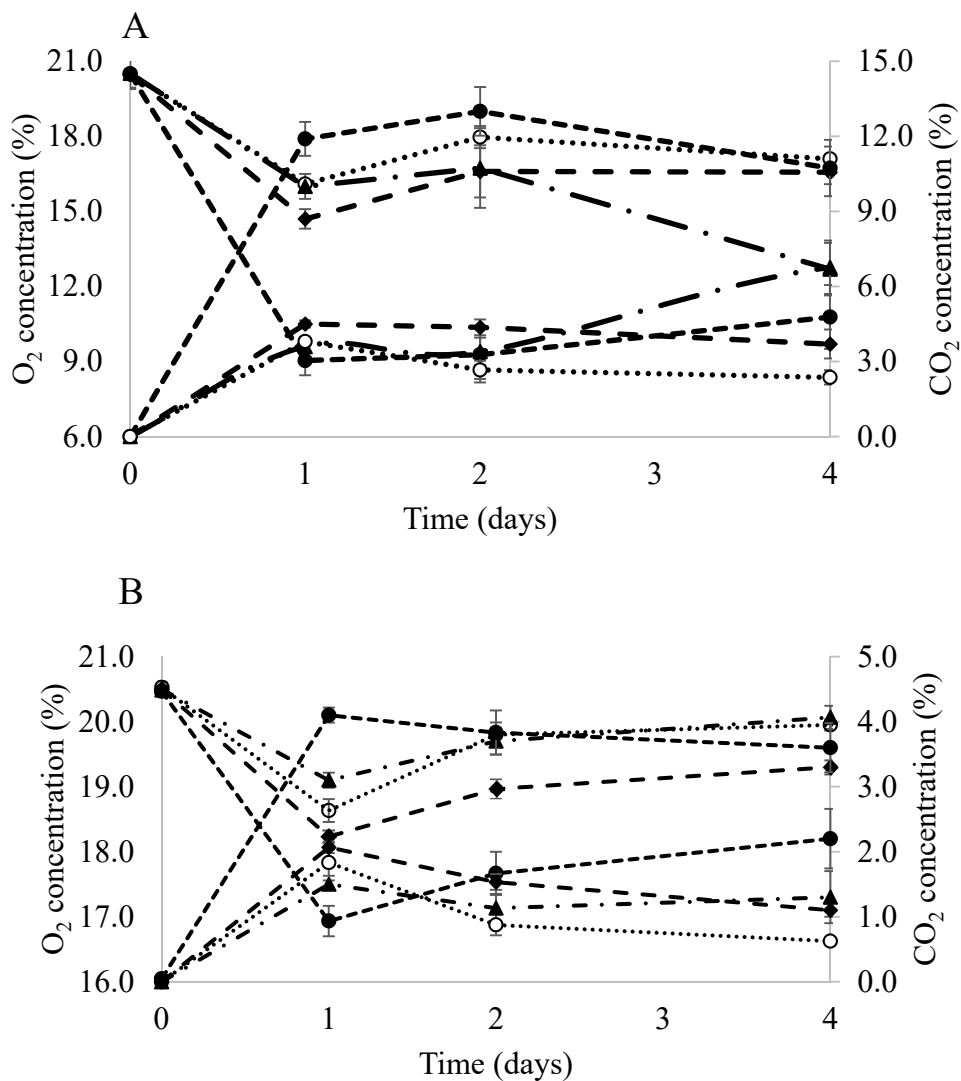 A
O2 concentration (%)
21.0
18.0
15.0
12.0
9.0
6.0
15.0
12.0
9.0
6.0
3.0
0.0
CO2 concentration (%)
0 1 2 3 4
Time (days)
B
O2 concentration (%)
21.0
20.0
19.0
18.0
17.0
16.0
5.0
4.0
3.0
2.0
1.0
0.0
CO2 concentration (%)
0 1 2 3 4
Time (days)